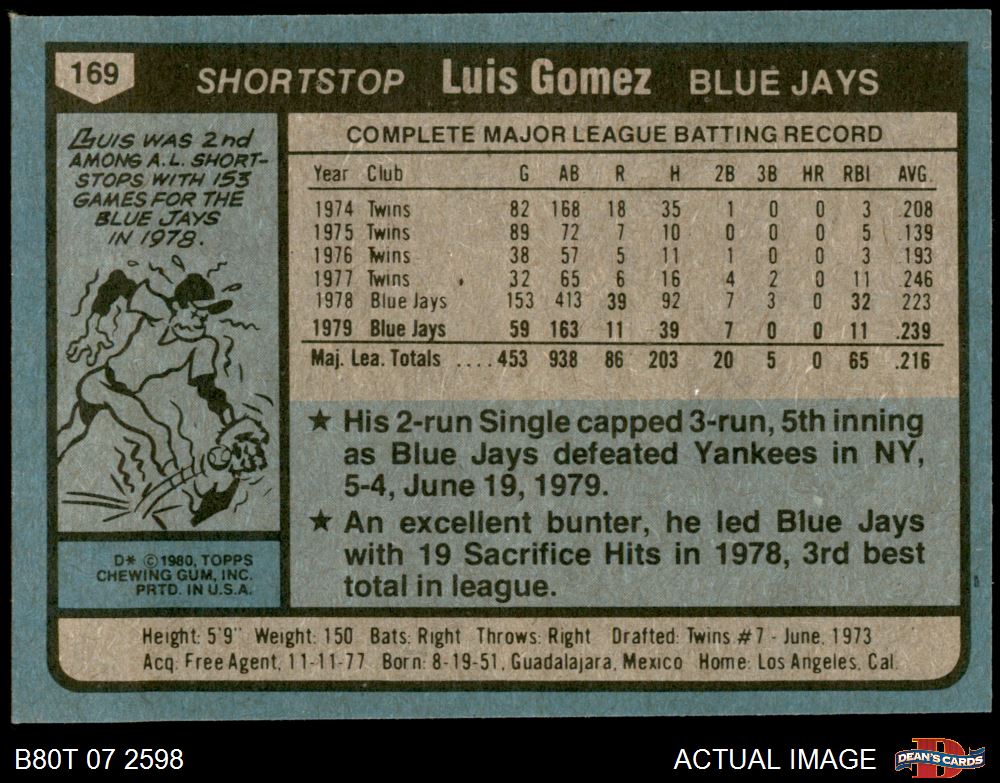 169 SHORTSTOP Luis Gomez BLUE JAYS
LUIS WAS 2nd
AMONG A.L. SHORT-
STOPS WITH 153
GAMES FOR THE
BLUE JAYS
IN 1978.
D* © 1980, TOPPS
CHEWING GUM, INC.
PRTD. IN U.S.A.
COMPLETE MAJOR LEAGUE BATTING RECORD
Year Club G AB R H 2B 3B HR RBI AVG.
1974 Twins 82 168 18 35 1 0 0 3 .208
1975 Twins 89 72 7 10 0 0 0 5 .139
1976 Twins 38 57 5 11 1 0 0 3 .193
1977 Twins 32 65 6 16 4 2 0 11 .246
1978 Blue Jays 153 413 39 92 7 3 0 32 .223
1979 Blue Jays 59 163 11 39 7 0 0 11 .239
Maj. Lea. Totals ....453 938 86 203 20 5 0 65 .216
★ His 2-run Single capped 3-run, 5th inning
as Blue Jays defeated Yankees in NY,
5-4, June 19, 1979.
★ An excellent bunter, he led Blue Jays
with 19 Sacrifice Hits in 1978, 3rd best
total in league.
Height: 5'9" Weight: 150 Bats: Right Throws: Right Drafted: Twins #7 - June, 1973
Acq: Free Agent, 11-11-77 Born: 8-19-51, Guadalajara, Mexico Home: Los Angeles, Cal.
B80T 07 2598
ACTUAL IMAGE
D
DEAN'S CARDS